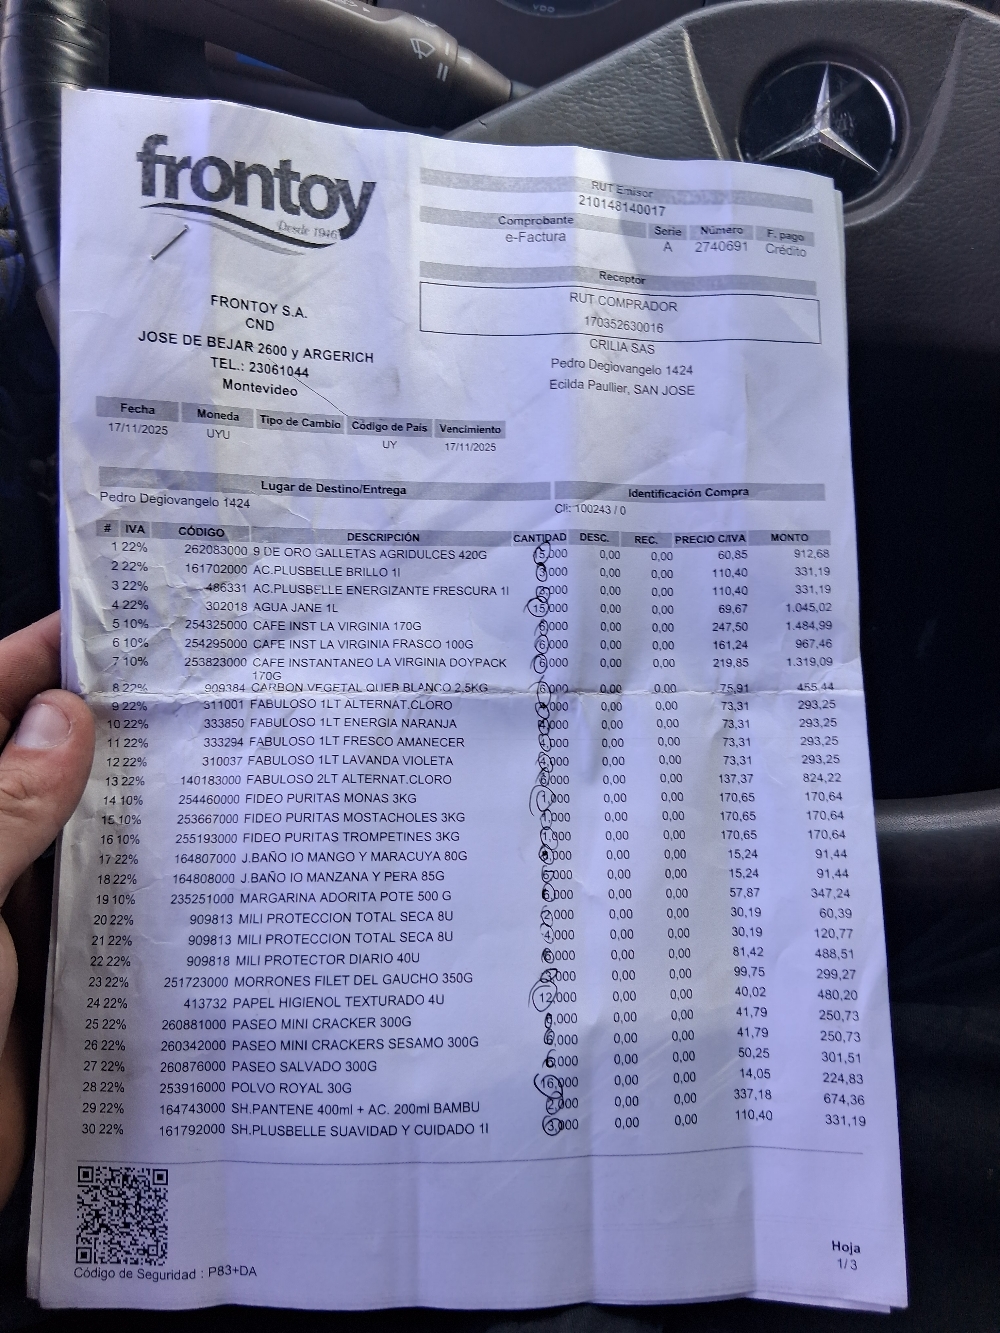 VDO
frontoy
Desde 1946
RUT Emisor
210148140017
Comprobante Serie Número F. pago
e-Factura A 2740691 Crédito
Receptor
RUT COMPRADOR
170352630016
CRILIA SAS
Pedro Degiovangelo 1424
Ecilda Paullier, SAN JOSE
FRONTOY S.A.
CND
JOSE DE BEJAR 2600 y ARGERICH
TEL.: 23061044
Montevideo
Fecha Moneda Tipo de Cambio Código de País Vencimiento
17/11/2025 UYU UY 17/11/2025
Lugar de Destino/Entrega Identificación Compra
Pedro Degiovangelo 1424 Cli: 100243 / 0
# IVA CÓDIGO DESCRIPCIÓN CANTIDAD DESC. REC. PRECIO C/IVA MONTO
1 22% 262083000 9 DE ORO GALLETAS AGRIDULCES 420G 15,000 0,00 0,00 60,85 912,68
2 22% 161702000 AC.PLUSBELLE BRILLO 1l 3,000 0,00 0,00 110,40 331,19
3 22% 486331 AC.PLUSBELLE ENERGIZANTE FRESCURA 1l 3,000 0,00 0,00 110,40 331,19
4 22% 302018 AGUA JANE 1L 15,000 0,00 0,00 69,67 1.045,02
5 10% 254325000 CAFE INST LA VIRGINIA 170G 6,000 0,00 0,00 247,50 1.484,99
6 10% 254295000 CAFE INST LA VIRGINIA FRASCO 100G 6,000 0,00 0,00 161,24 967,46
7 10% 253823000 CAFE INSTANTANEO LA VIRGINIA DOYPACK 6,000 0,00 0,00 219,85 1.319,09
170G
8 22% 909384 CARBON VEGETAL QUEB BLANCO 2,5KG 6,000 0,00 0,00 75,91 455,44
9 22% 311001 FABULOSO 1LT ALTERNAT.CLORO 4,000 0,00 0,00 73,31 293,25
10 22% 333850 FABULOSO 1LT ENERGIA NARANJA 4,000 0,00 0,00 73,31 293,25
11 22% 333294 FABULOSO 1LT FRESCO AMANECER 4,000 0,00 0,00 73,31 293,25
12 22% 310037 FABULOSO 1LT LAVANDA VIOLETA 4,000 0,00 0,00 73,31 293,25
13 22% 140183000 FABULOSO 2LT ALTERNAT.CLORO 6,000 0,00 0,00 137,37 824,22
14 10% 254460000 FIDEO PURITAS MONAS 3KG 1,000 0,00 0,00 170,65 170,64
15 10% 253667000 FIDEO PURITAS MOSTACHOLES 3KG 1,000 0,00 0,00 170,65 170,64
16 10% 255193000 FIDEO PURITAS TROMPETINES 3KG 1,000 0,00 0,00 170,65 170,64
17 22% 164807000 J.BAÑO IO MANGO Y MARACUYA 80G 6,000 0,00 0,00 15,24 91,44
18 22% 164808000 J.BAÑO IO MANZANA Y PERA 85G 6,000 0,00 0,00 15,24 91,44
19 10% 235251000 MARGARINA ADORITA POTE 500 G 6,000 0,00 0,00 57,87 347,24
20 22% 909813 MILI PROTECCION TOTAL SECA 8U 2,000 0,00 0,00 30,19 60,39
21 22% 909813 MILI PROTECCION TOTAL SECA 8U 4,000 0,00 0,00 30,19 120,77
22 22% 909818 MILI PROTECTOR DIARIO 40U 6,000 0,00 0,00 81,42 488,51
23 22% 251723000 MORRONES FILET DEL GAUCHO 350G 3,000 0,00 0,00 99,75 299,27
24 22% 413732 PAPEL HIGIENOL TEXTURADO 4U 12,000 0,00 0,00 40,02 480,20
25 22% 260881000 PASEO MINI CRACKER 300G 6,000 0,00 0,00 41,79 250,73
26 22% 260342000 PASEO MINI CRACKERS SESAMO 300G 6,000 0,00 0,00 41,79 250,73
27 22% 260876000 PASEO SALVADO 300G 6,000 0,00 0,00 50,25 301,51
28 22% 253916000 POLVO ROYAL 30G 16,000 0,00 0,00 14,05 224,83
29 22% 164743000 SH.PANTENE 400ml + AC. 200ml BAMBU 2,000 0,00 0,00 337,18 674,36
30 22% 161792000 SH.PLUSBELLE SUAVIDAD Y CUIDADO 1l 3,000 0,00 0,00 110,40 331,19
Código de Seguridad : P83+DA
Hoja
1/ 3